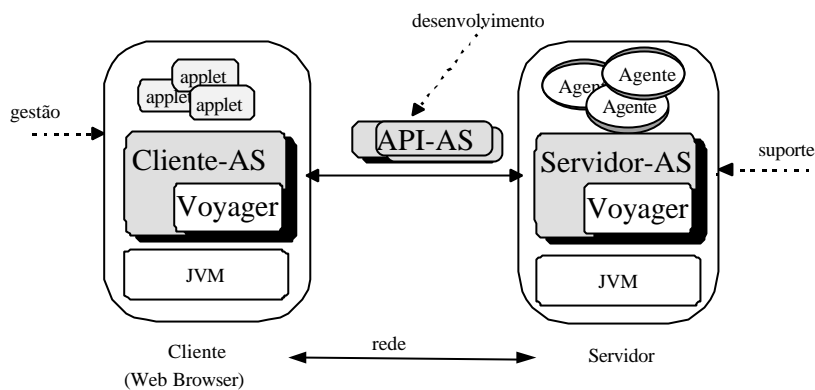 desenvolvimento
applet
applet
applet
Agente
Agente
Agente
gestão
API-AS
Cliente-AS
Servidor-AS
suporte
Voyager
Voyager
JVM
JVM
Cliente
rede
Servidor
(Web Browser)